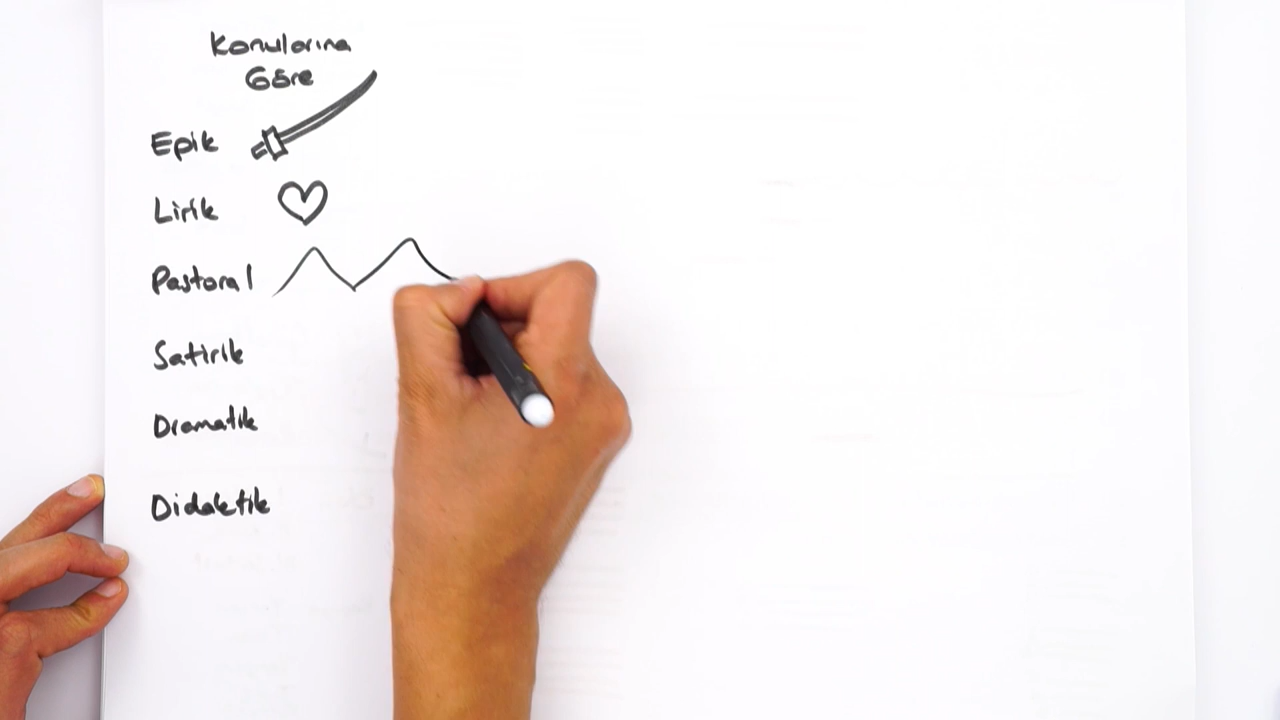 Konularına
Göre
Epik
Lirik
Pastoral
Satirik
Dramatik
Didaktik